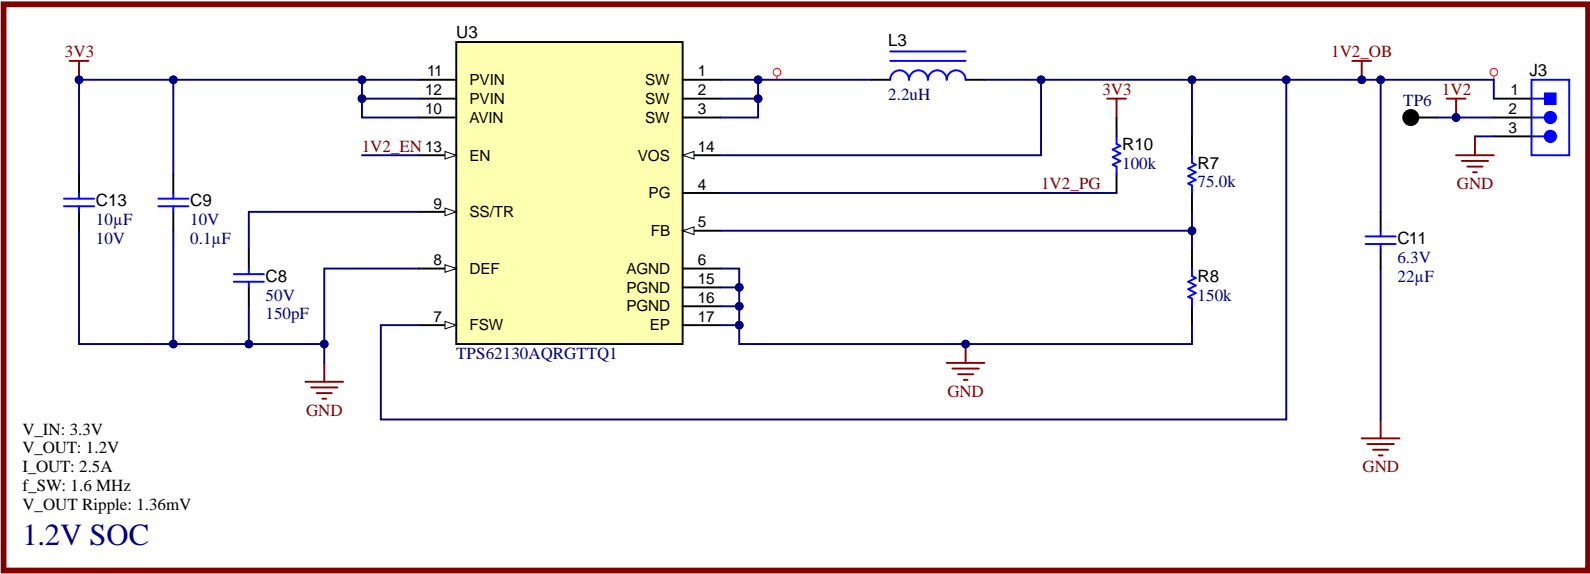 U3
L3
3V3
1V2_OB
J3
11 PVIN
SW 1
12 PVIN
SW 2
10 AVIN
SW 3
2.2uH
3V3
TP6
1V2
1
2
3
1V2_EN 13 EN
VOS 14
R10
100k
GND
R7
75.0k
1V2_PG
PG 4
C13
10µF
10V
C9
10V
0.1µF
9 SS/TR
FB 5
C11
6.3V
22µF
8 DEF
AGND 6
C8
50V
150pF
PGND 15
PGND 16
R8
150k
7 FSW
EP 17
TPS62130AQRGTTQ1
GND
GND
GND
V_IN: 3.3V
V_OUT: 1.2V
I_OUT: 2.5A
f_SW: 1.6 MHz
V_OUT Ripple: 1.36mV
1.2V SOC